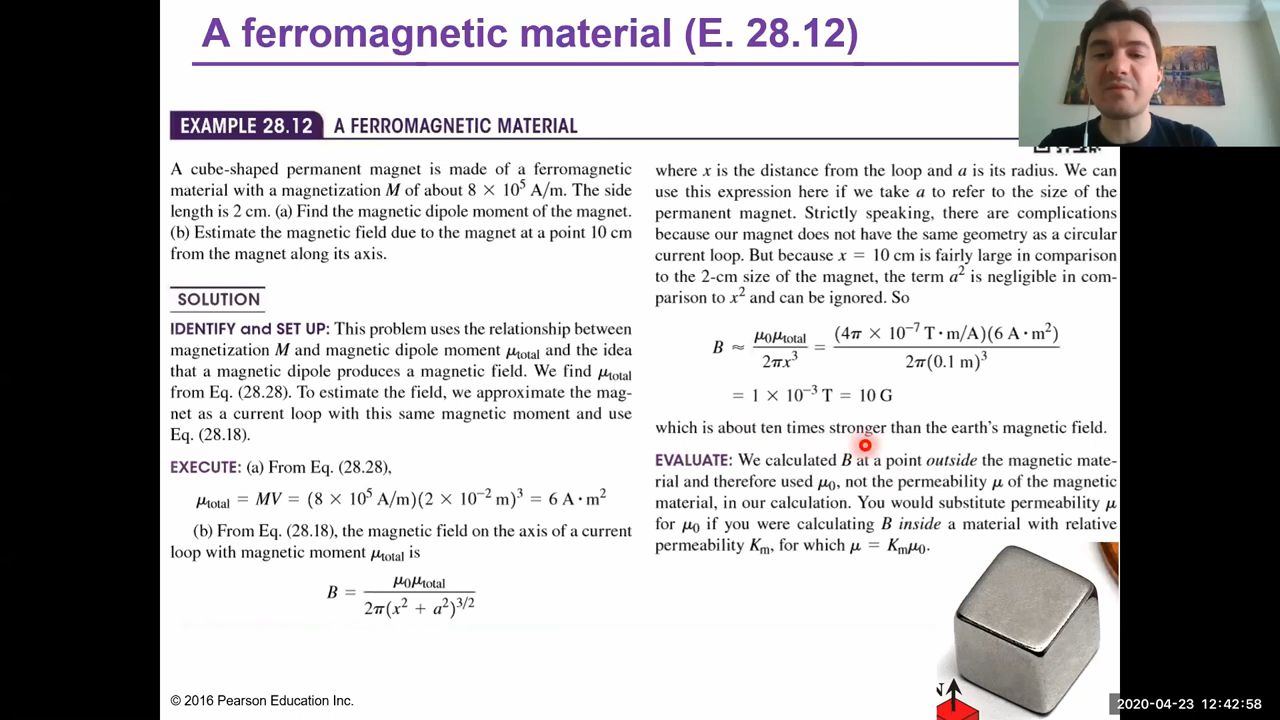 A ferromagnetic material (E. 28.12)
EXAMPLE 28.12 A FERROMAGNETIC MATERIAL
A cube-shaped permanent magnet is made of a ferromagnetic
material with a magnetization M of about 8 × 10⁵ A/m. The side
length is 2 cm. (a) Find the magnetic dipole moment of the magnet.
(b) Estimate the magnetic field due to the magnet at a point 10 cm
from the magnet along its axis.
SOLUTION
IDENTIFY and SET UP: This problem uses the relationship between
magnetization M and magnetic dipole moment μtotal and the idea
that a magnetic dipole produces a magnetic field. We find μtotal
from Eq. (28.28). To estimate the field, we approximate the mag-
net as a current loop with this same magnetic moment and use
Eq. (28.18).
EXECUTE: (a) From Eq. (28.28),
μtotal = MV = (8 × 10⁵ A/m)(2 × 10⁻² m)³ = 6 A·m²
(b) From Eq. (28.18), the magnetic field on the axis of a current
loop with magnetic moment μtotal is
B = μ₀μtotal / 2π(x² + a²)^3/2
where x is the distance from the loop and a is its radius. We can
use this expression here if we take a to refer to the size of the
permanent magnet. Strictly speaking, there are complications
because our magnet does not have the same geometry as a circular
current loop. But because x = 10 cm is fairly large in comparison
to the 2-cm size of the magnet, the term a² is negligible in com-
parison to x² and can be ignored. So
B ≈ μ₀μtotal / 2πx³ = (4π × 10⁻⁷ T·m/A)(6 A·m²) / 2π(0.1 m)³
= 1 × 10⁻³ T = 10 G
which is about ten times stronger than the earth's magnetic field.
EVALUATE: We calculated B at a point outside the magnetic mate-
rial and therefore used μ₀, not the permeability μ of the magnetic
material, in our calculation. You would substitute permeability μ
for μ₀ if you were calculating B inside a material with relative
permeability Km, for which μ = Kmμ₀.
N
© 2016 Pearson Education Inc.
2020-04-23 12:42:58